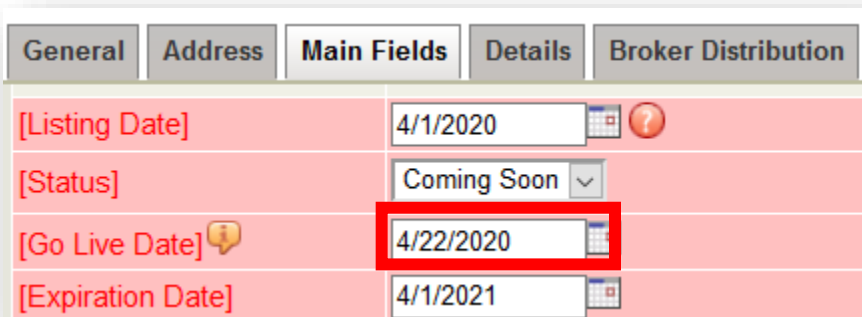 General Address Main Fields Details Broker Distribution
[Listing Date] 4/1/2020 ?
[Status] Coming Soon
[Go Live Date] i 4/22/2020
[Expiration Date] 4/1/2021